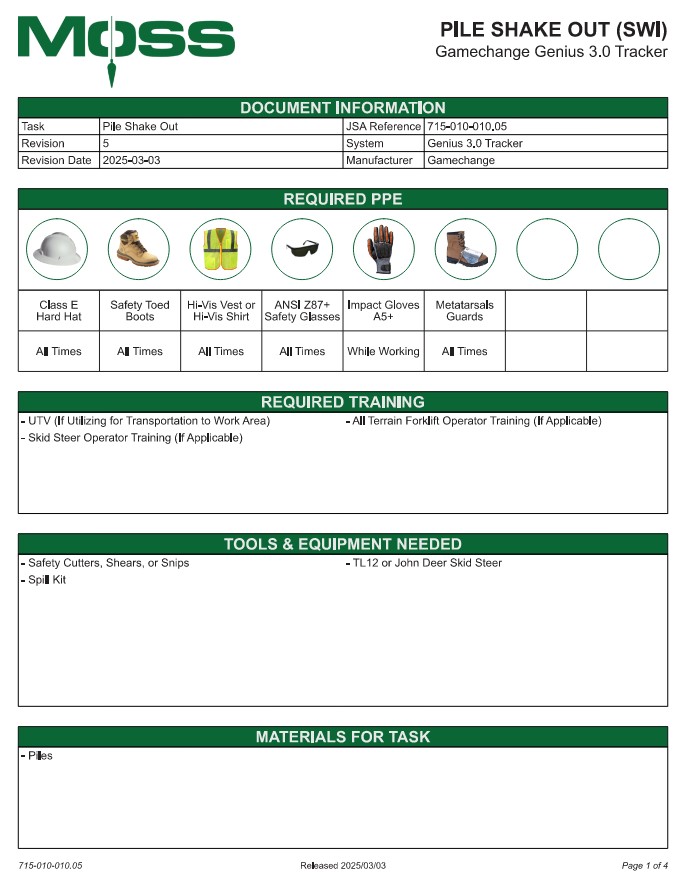 MOSS
PILE SHAKE OUT (SWI)
Gamechange Genius 3.0 Tracker
DOCUMENT INFORMATION
Task Pile Shake Out JSA Reference 715-010-010.05
Revision 5 System Genius 3.0 Tracker
Revision Date 2025-03-03 Manufacturer Gamechange
REQUIRED PPE
Class E Hard Hat
Safety Toed Boots
Hi-Vis Vest or Hi-Vis Shirt
ANSI Z87+ Safety Glasses
Impact Gloves A5+
Metatarsals Guards
All Times All Times All Times All Times While Working All Times
REQUIRED TRAINING
- UTV (If Utilizing for Transportation to Work Area)
- All Terrain Forklift Operator Training (If Applicable)
- Skid Steer Operator Training (If Applicable)
TOOLS & EQUIPMENT NEEDED
- Safety Cutters, Shears, or Snips
- TL12 or John Deer Skid Steer
- Spill Kit
MATERIALS FOR TASK
- Piles
715-010-010.05 Released 2025/03/03 Page 1 of 4